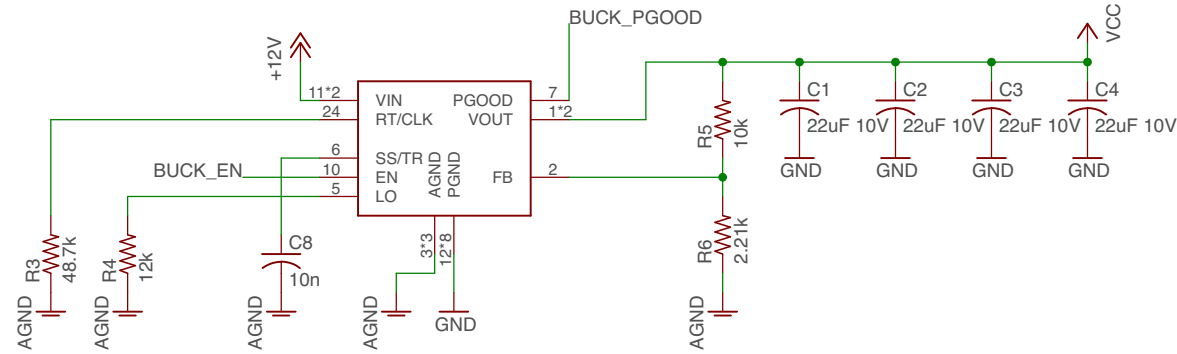 BUCK_PGOOD
+12V
VCC
11*2
VIN
PGOOD
7
24
RT/CLK
VOUT
1*2
C1
C2
C3
C4
22uF 10V
22uF 10V
22uF 10V
22uF 10V
R5
10k
6
SS/TR
BUCK_EN
10
EN
5
LO
AGND
PGND
FB
2
GND
GND
GND
GND
3*3
12*8
R3
48.7k
R4
12k
C8
10n
R6
2.21k
AGND
AGND
AGND
AGND
GND
AGND